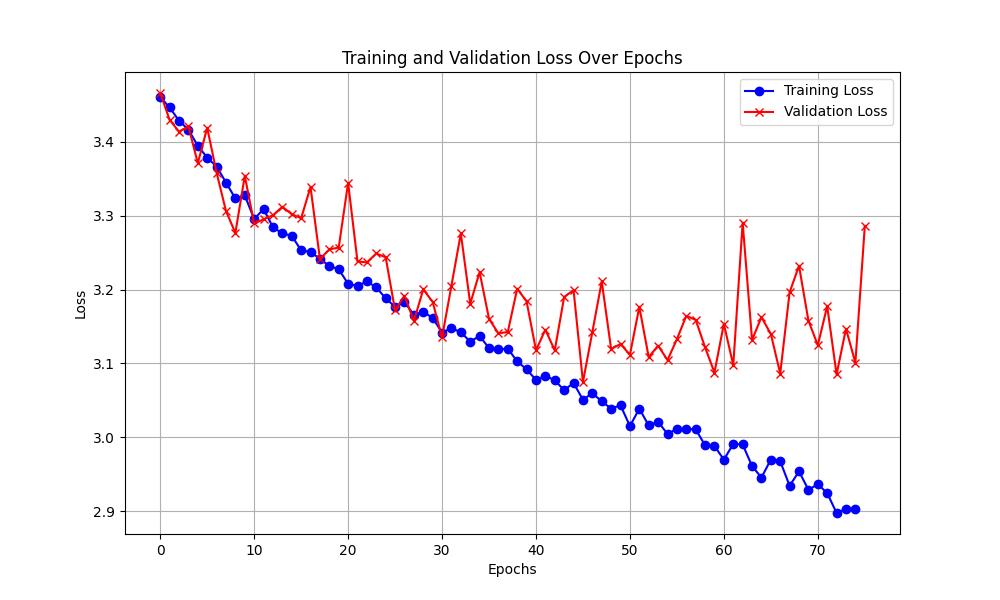 Training and Validation Loss Over Epochs
Training Loss
Validation Loss
3.4
3.3
3.2
3.1
3.0
2.9
Loss
0 10 20 30 40 50 60 70
Epochs